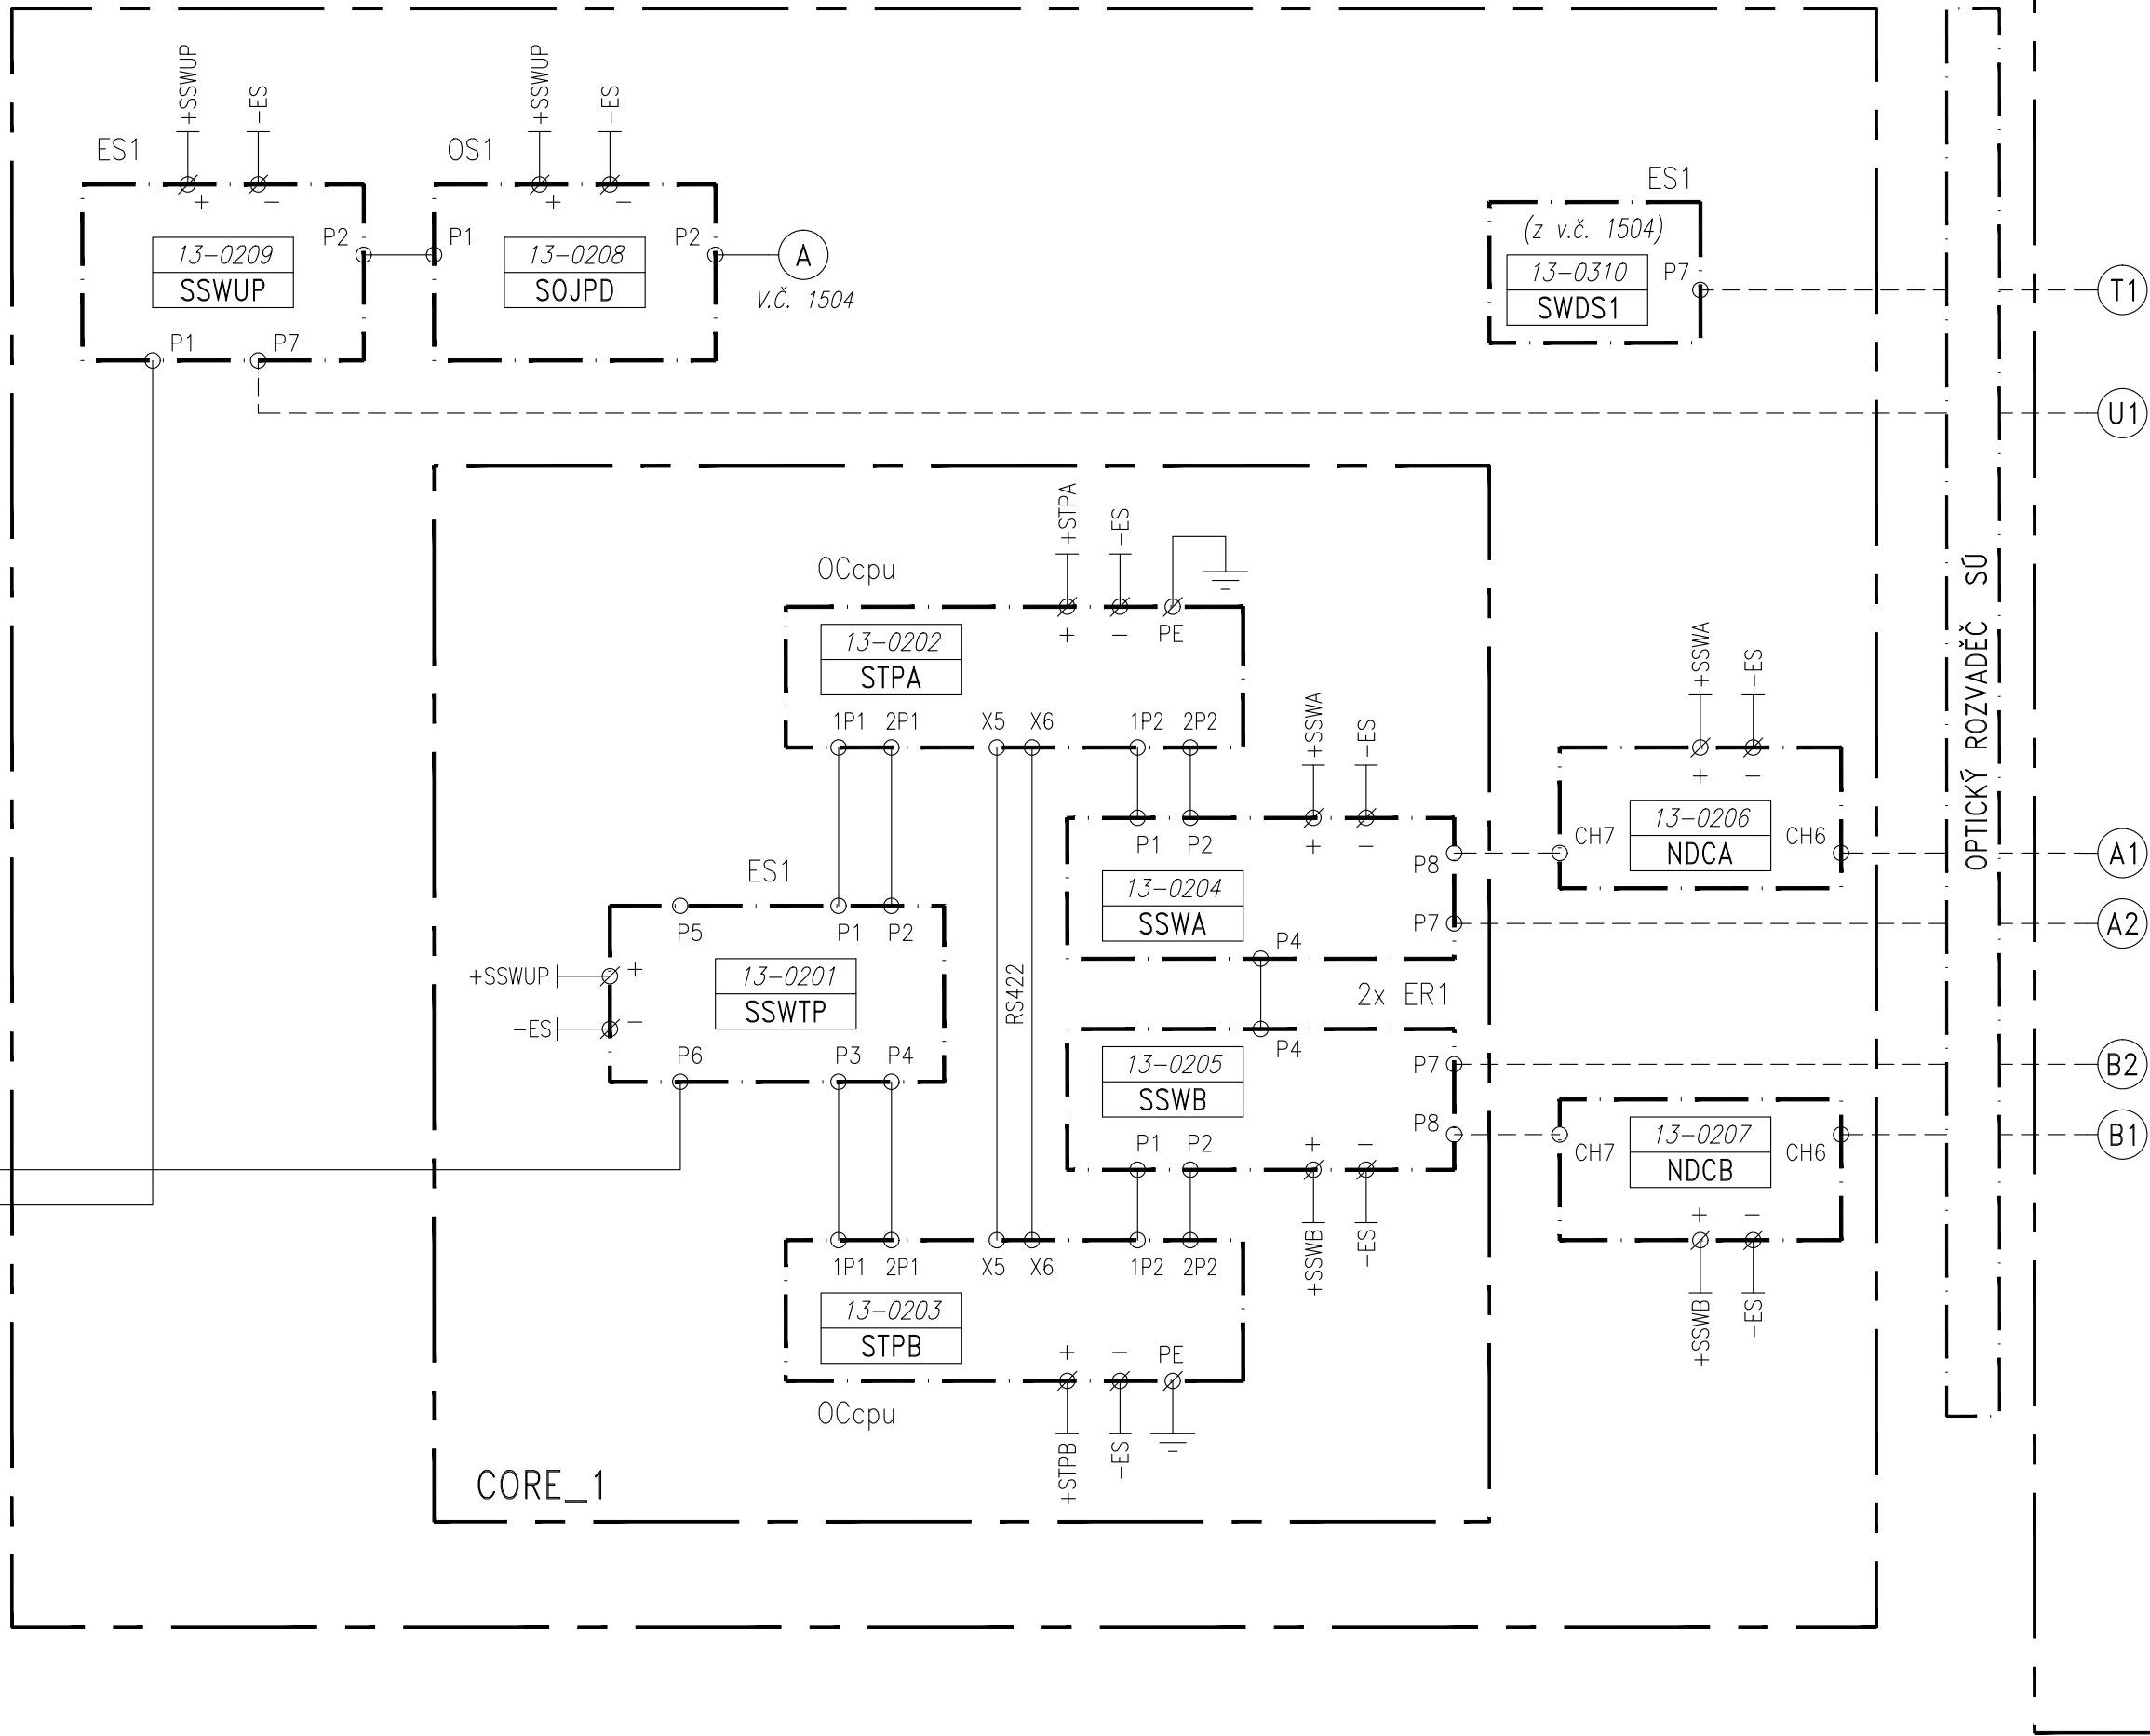 +SSWUP
-ES
ES1
+
-
13-0209
SSWUP
P2
P1
P7
+SSWUP
-ES
OS1
+
-
P1
13-0208
SOJPD
P2
A
V.Č. 1504
ES1
(z v.č. 1504)
13-0310
SWDS1
P7
T1
U1
OPTICKÝ ROZVADĚČ SÚ
+STPA
-ES
OCcpu
+
-
PE
13-0202
STPA
1P1
2P1
X5
X6
1P2
2P2
+SSWA
-ES
P1
P2
+
-
P8
13-0204
SSWA
P7
P4
2x ER1
+SSWA
-ES
+
-
CH7
13-0206
NDCA
CH6
A1
A2
ES1
P5
P1
P2
+SSWUP
+
13-0201
SSWTP
-ES
-
P6
P3
P4
RS422
P4
13-0205
SSWB
P7
P8
P1
P2
+
-
+SSWB
-ES
B2
B1
CH7
13-0207
NDCB
CH6
+
-
+SSWB
-ES
1P1
2P1
X5
X6
1P2
2P2
13-0203
STPB
+
-
PE
OCcpu
+STPB
-ES
CORE_1